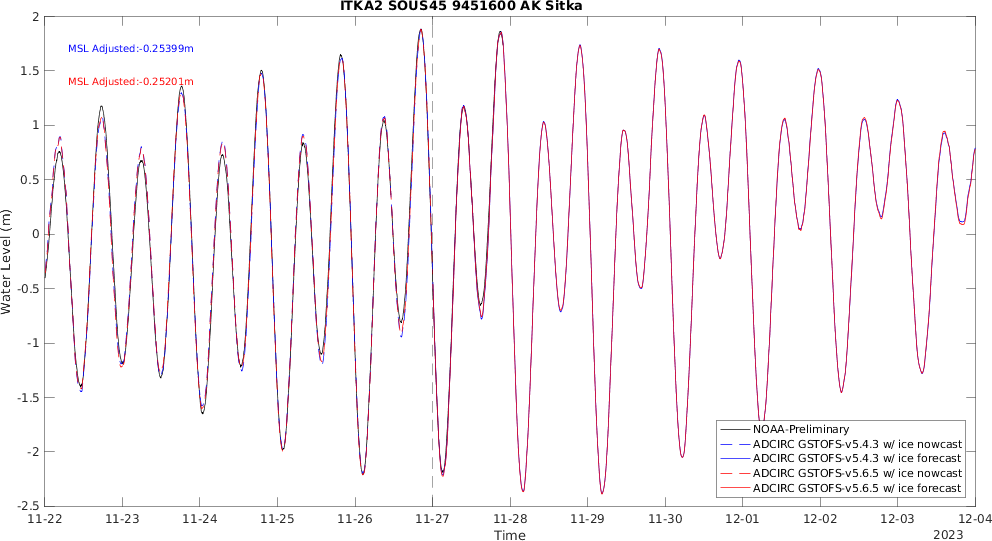 ITKA2 SOUS45 9451600 AK Sitka
MSL Adjusted:-0.25399m
MSL Adjusted:-0.25201m
Water Level (m)
2
1.5
1
0.5
0
-0.5
-1
-1.5
-2
-2.5
NOAA-Preliminary
ADCIRC GSTOFS-v5.4.3 w/ ice nowcast
ADCIRC GSTOFS-v5.4.3 w/ ice forecast
ADCIRC GSTOFS-v5.6.5 w/ ice nowcast
ADCIRC GSTOFS-v5.6.5 w/ ice forecast
11-22 11-23 11-24 11-25 11-26 11-27 11-28 11-29 11-30 12-01 12-02 12-03 12-04
Time
2023